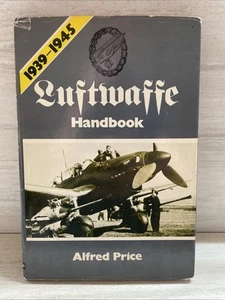 1939-1945
Luftwaffe
Handbook
Alfred Price